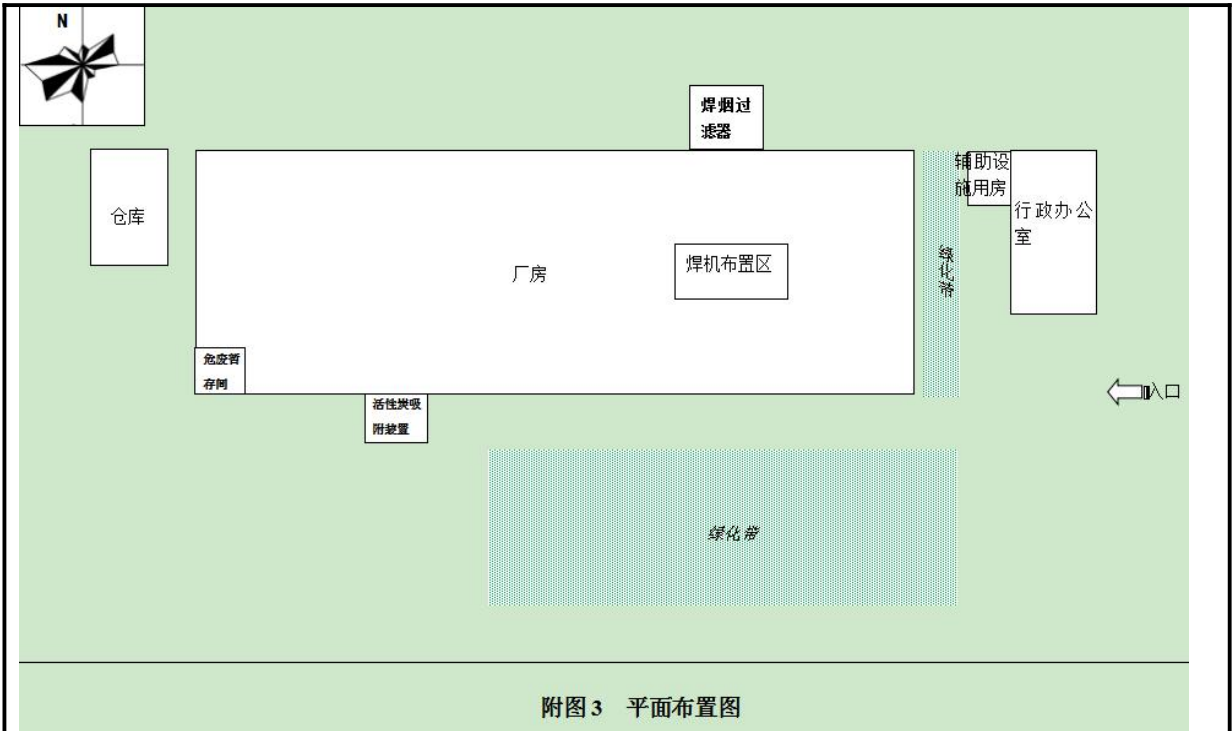 N
焊烟过
滤器
辅助设
施用房
行政办公
室
仓库
绿化带
焊机布置区
厂房
危废暂
存间
入口
活性炭吸
附装置
绿化带
附图3 平面布置图